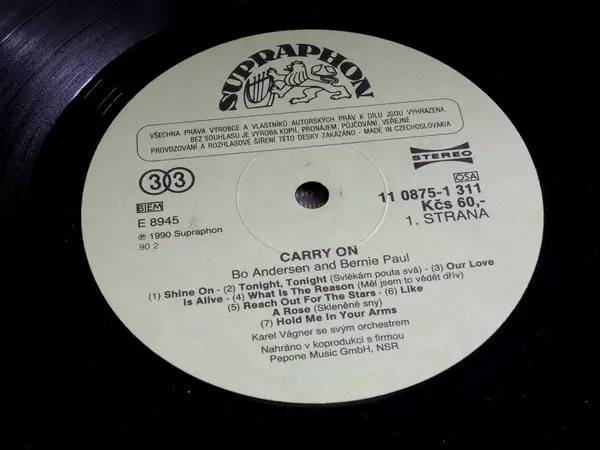 SUPRAPHON
VŠECHNA PRÁVA VÝROBCE A VLASTNÍKŮ AUTORSKÝCH PRÁV K DÍLU JSOU VYHRAZENA.
BEZ SOUHLASU JE VÝROBA KOPIÍ, PRONÁJEM, PŮJČOVÁNÍ, VEŘEJNÉ
PROVOZOVÁNÍ A ROZHLASOVÉ ŠÍŘENÍ TÉTO DESKY ZAKÁZÁNO - MADE IN CZECHOSLOVAKIA
33
STEREO
BIEM
OSA
E 8945
11 0875-1 311
℗ 1990 Supraphon
Kčs 60,-
90 2
1. STRANA
CARRY ON
Bo Andersen and Bernie Paul
(1) Shine On - (2) Tonight, Tonight (Svlékám pouta svá) - (3) Our Love
Is Alive - (4) What Is The Reason (Měl jsem to vědět dřív)
(5) Reach Out For The Stars - (6) Like
A Rose (Skleněné sny)
(7) Hold Me In Your Arms
Karel Vágner se svým orchestrem
Nahráno v koprodukci s firmou
Pepone Music GmbH, NSR